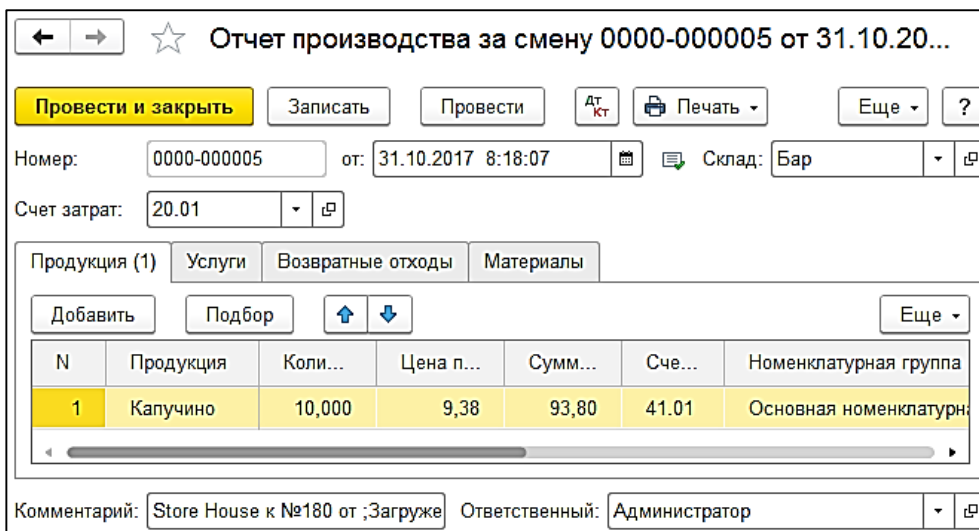 Отчет производства за смену 0000-000005 от 31.10.20...
Провести и закрыть Записать Провести Дт Кт Печать Еще ?
Номер: 0000-000005 от: 31.10.2017 8:18:07 Склад: Бар
Счет затрат: 20.01
Продукция (1) Услуги Возвратные отходы Материалы
Добавить Подбор Еще
N Продукция Коли... Цена п... Сумм... Сче... Номенклатурная группа
1 Капучино 10,000 9,38 93,80 41.01 Основная номенклатурна
Комментарий: Store House к №180 от ;Загруже Ответственный: Администратор